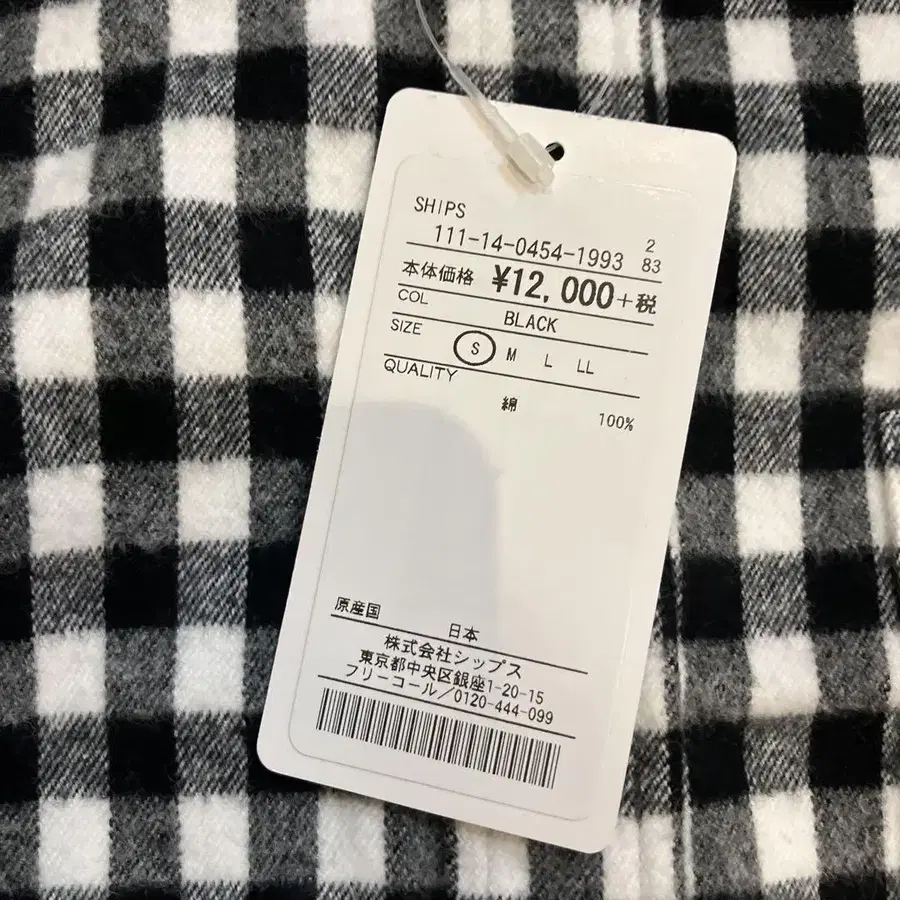 SHIPS
111-14-0454-1993 2
83
本体価格 ¥12,000+税
COL BLACK
SIZE S M L LL
QUALITY
綿 100%
原産国 日本
株式会社シップス
東京都中央区銀座1-20-15
フリーコール/0120-444-099